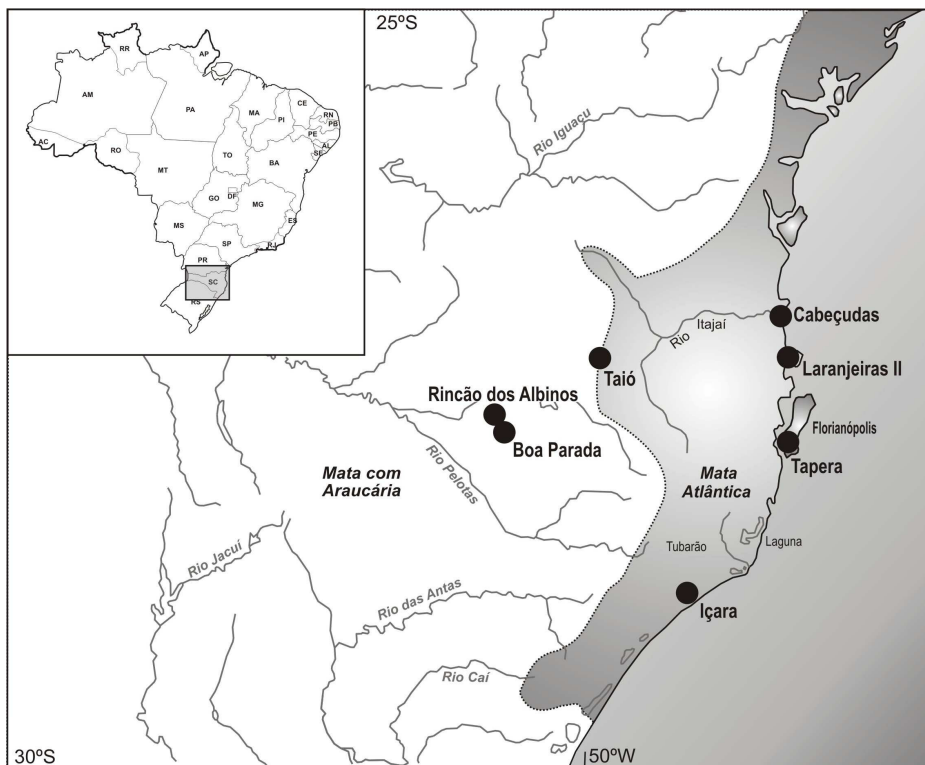 25ºS
RR
AP
AM
PA
MA
CE
RN
PB
PI
PE
AL
SE
AC
RO
TO
BA
MT
GO
DF
MG
ES
MS
SP
RJ
PR
SC
RS
Rio Iguaçu
Cabeçudas
Rio Itajaí
Laranjeiras II
Taió
Rincão dos Albinos
Florianópolis
Boa Parada
Tapera
Mata com
Araucária
Rio Pelotas
Mata
Atlântica
Tubarão
Laguna
Rio Jacuí
Rio das Antas
Içara
Rio Caí
30ºS
50ºW